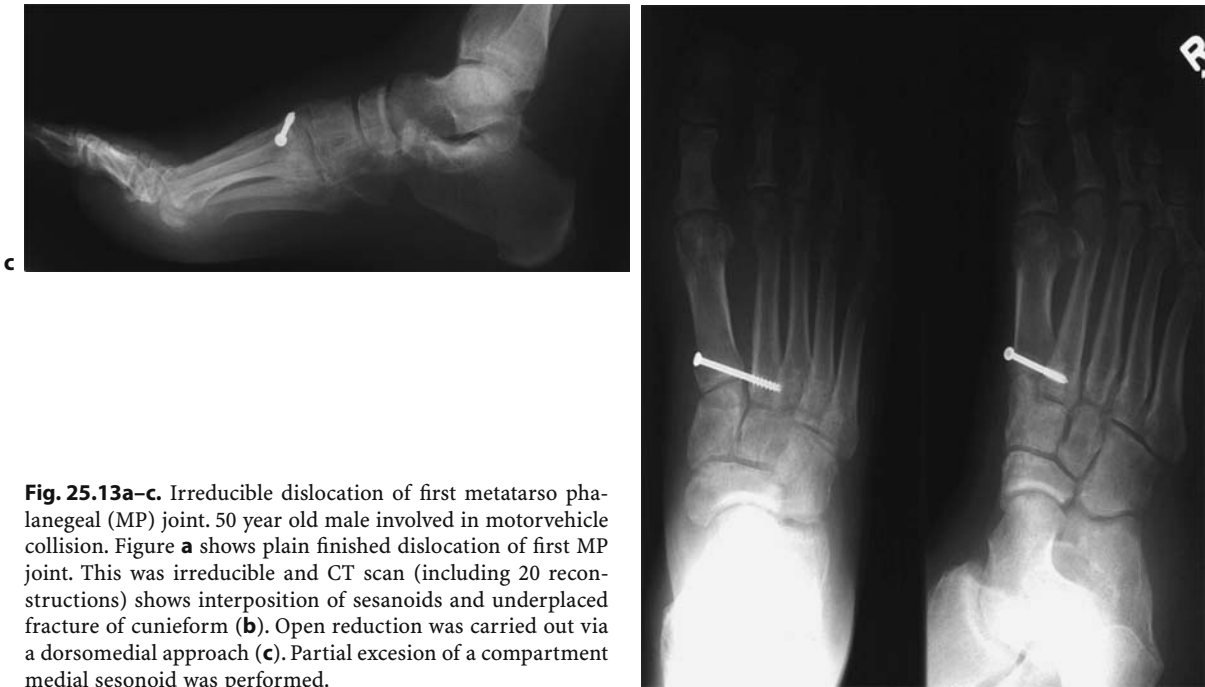 R
c
Fig. 25.13a–c. Irreducible dislocation of first metatarso pha-
lanegeal (MP) joint. 50 year old male involved in motorvehicle
collision. Figure a shows plain finished dislocation of first MP
joint. This was irreducible and CT scan (including 20 recon-
structions) shows interposition of sesanoids and underplaced
fracture of cunieform (b). Open reduction was carried out via
a dorsomedial approach (c). Partial excesion of a compartment
medial sesonoid was performed.